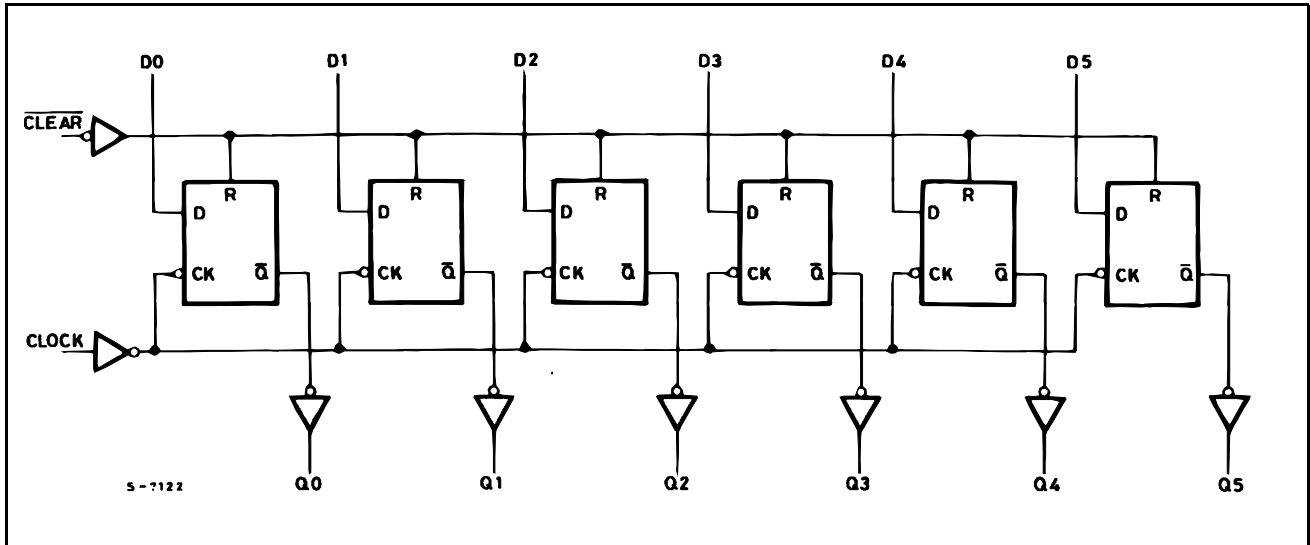 D0 D1 D2 D3 D4 D5
C̅L̅E̅A̅R̅
R R R R R R
D D D D D D
CK Q̅ CK Q̅ CK Q̅ CK Q̅ CK Q̅ CK Q̅
CLOCK
Q0 Q1 Q2 Q3 Q4 Q5